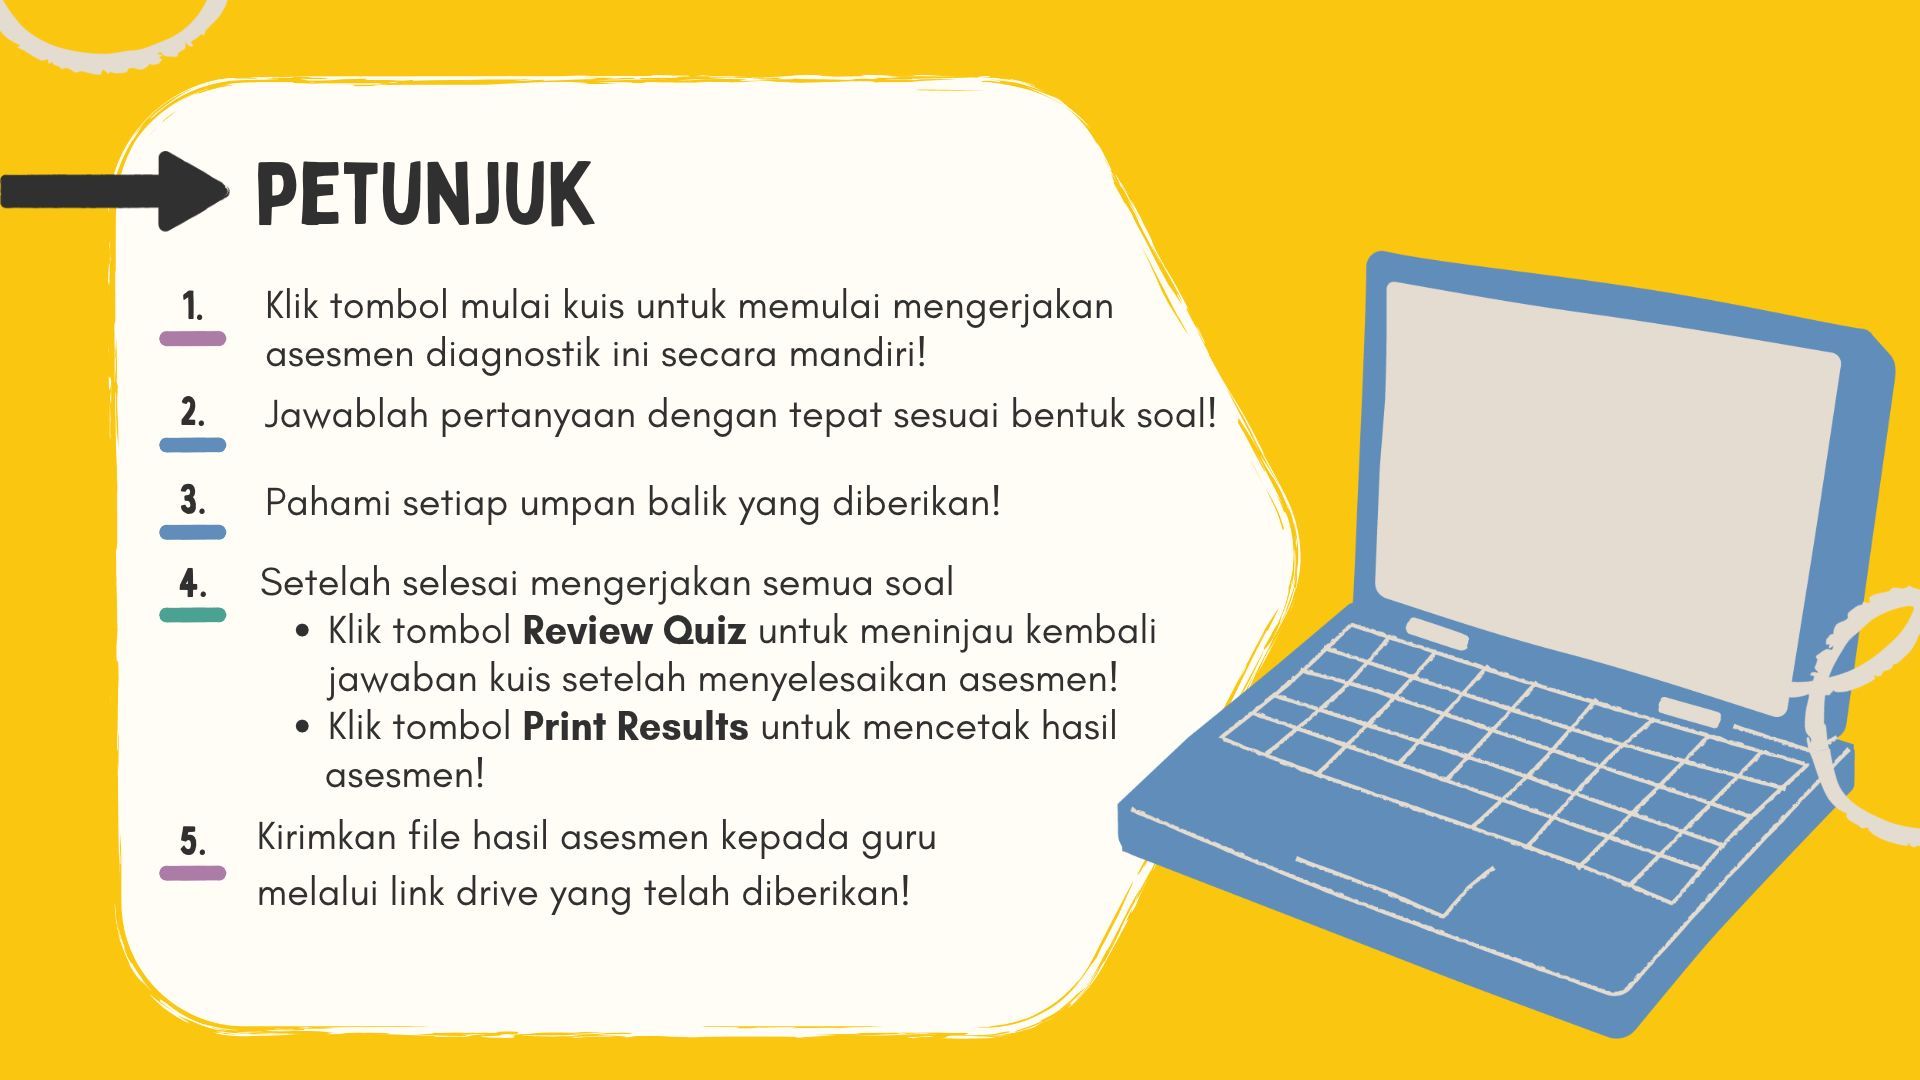 PETUNJUK
1. Klik tombol mulai kuis untuk memulai mengerjakan
asesmen diagnostik ini secara mandiri!
2. Jawablah pertanyaan dengan tepat sesuai bentuk soal!
3. Pahami setiap umpan balik yang diberikan!
4. Setelah selesai mengerjakan semua soal
• Klik tombol Review Quiz untuk meninjau kembali
jawaban kuis setelah menyelesaikan asesmen!
• Klik tombol Print Results untuk mencetak hasil
asesmen!
5. Kirimkan file hasil asesmen kepada guru
melalui link drive yang telah diberikan!